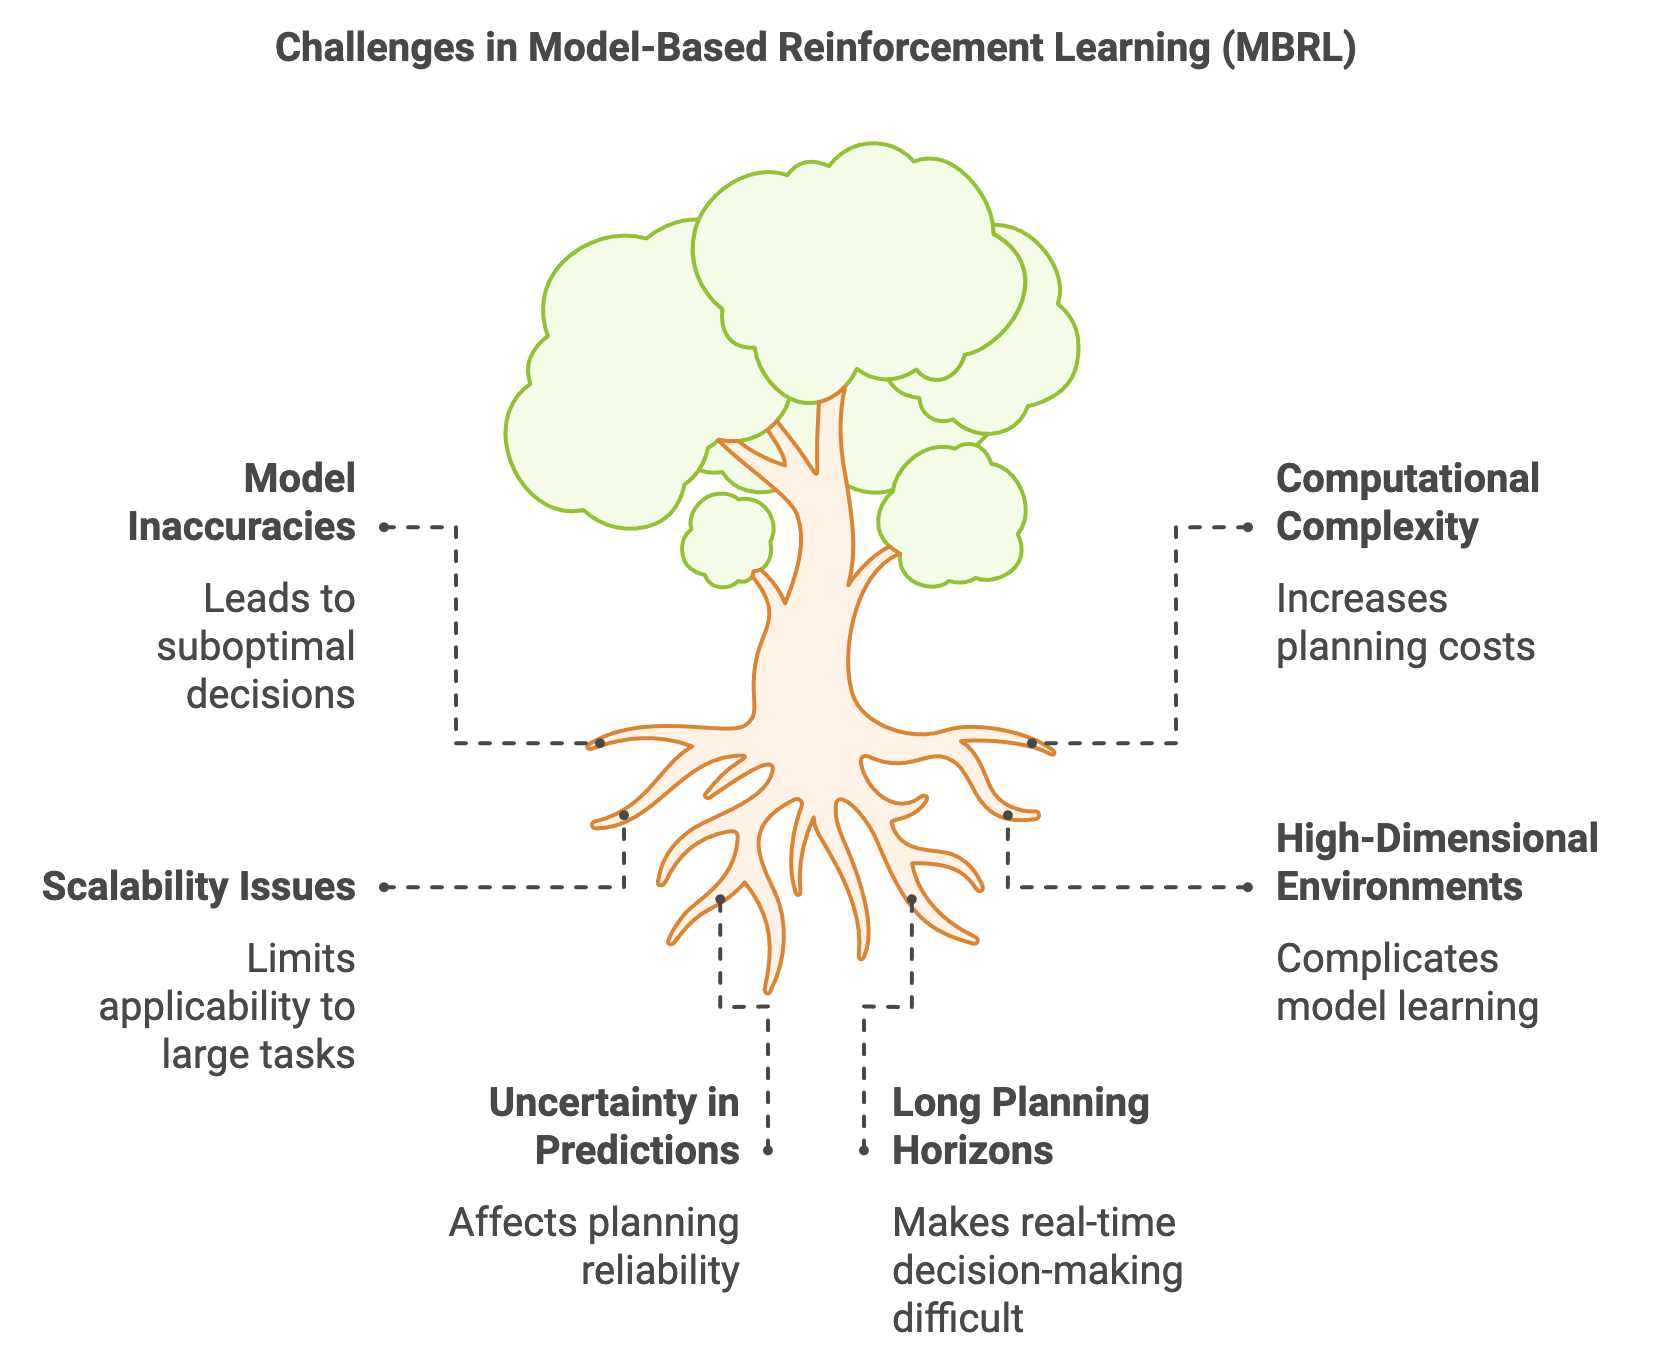 Challenges in Model-Based Reinforcement Learning (MBRL)
Model
Inaccuracies
Leads to
suboptimal
decisions
Computational
Complexity
Increases
planning costs
Scalability Issues
Limits
applicability to
large tasks
High-Dimensional
Environments
Complicates
model learning
Uncertainty in
Predictions
Affects planning
reliability
Long Planning
Horizons
Makes real-time
decision-making
difficult